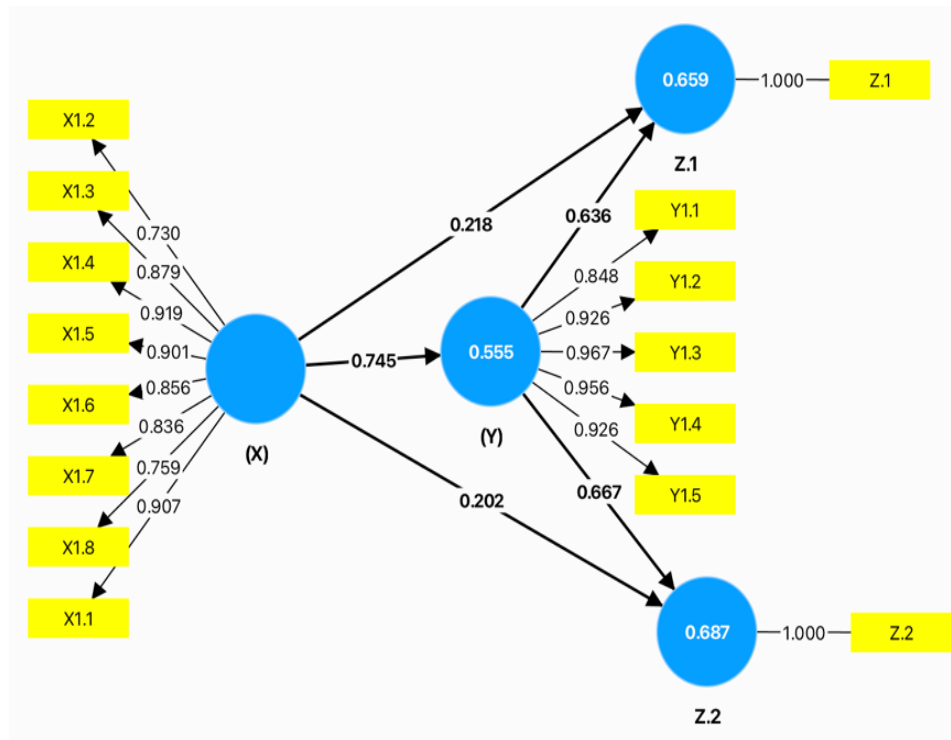 X1.2
X1.3
X1.4
X1.5
X1.6
X1.7
X1.8
X1.1
0.730
0.879
0.919
0.901
0.856
0.836
0.759
0.907
(X)
0.218
0.745
0.202
0.555
(Y)
0.636
0.667
0.848
0.926
0.967
0.956
0.926
Y1.1
Y1.2
Y1.3
Y1.4
Y1.5
0.659
Z.1
1.000
Z.1
0.687
Z.2
1.000
Z.2